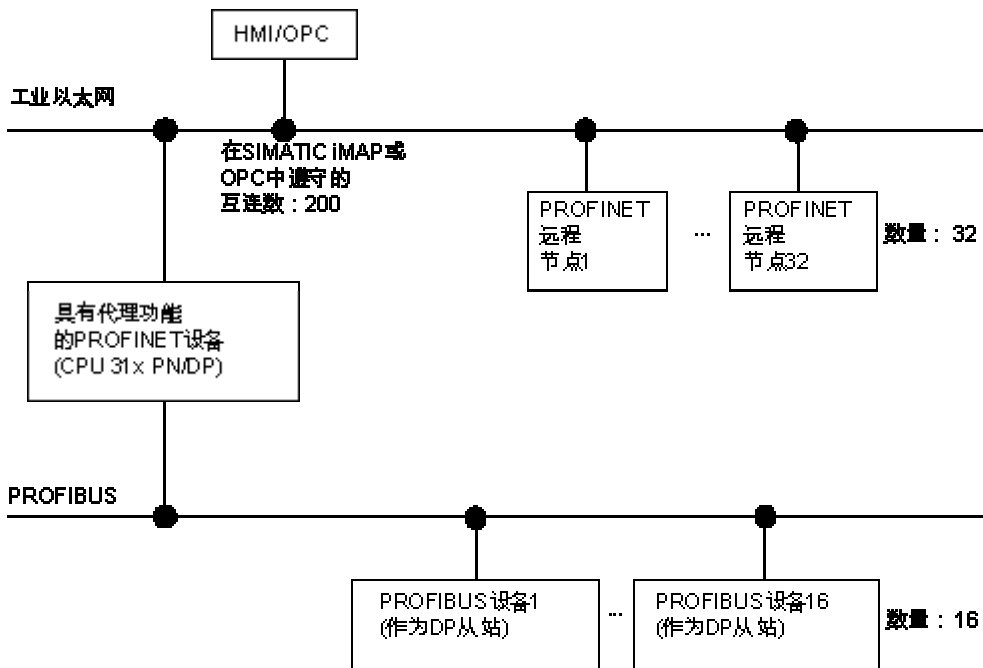 HMI/OPC
工业以太网
在SIMATIC iMAP或
OPC中遵守的
互连数：200
PROFINET
远程
节点1
...
PROFINET
远程
节点32
数量：32
具有代理功能
的PROFINET设备
(CPU 31x PN/DP)
PROFIBUS
PROFIBUS设备1
(作为DP从站)
...
PROFIBUS设备16
(作为DP从站)
数量：16